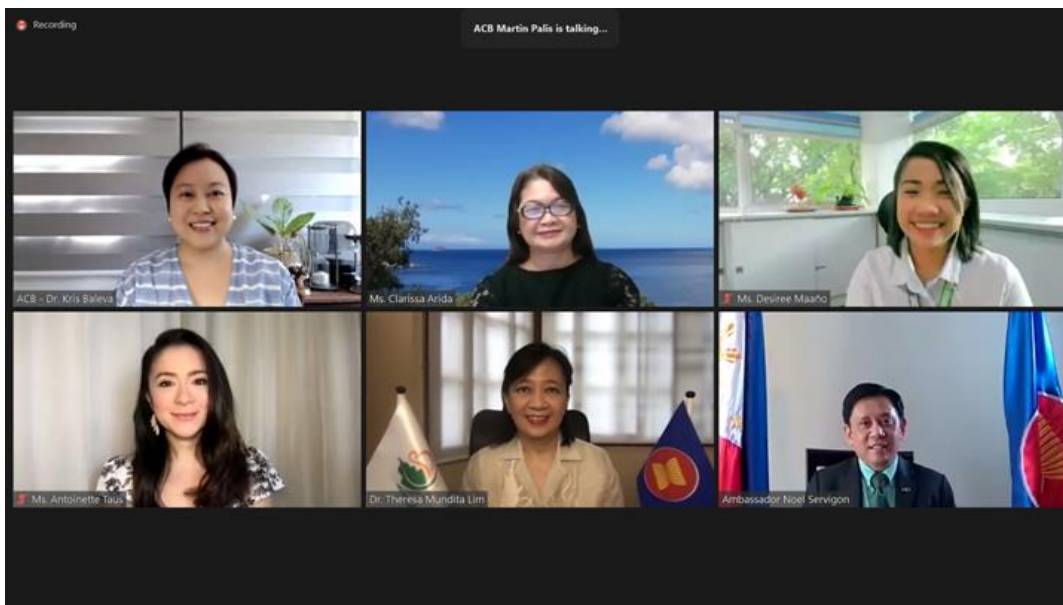 Recording
ACB Martin Palis is talking...
ACB - Dr. Kris Baleva
Ms. Clarissa Arida
Ms. Desiree Maaño
Ms. Antoinette Taus
Dr. Theresa Mundita Lim
Ambassador Noel Servigon